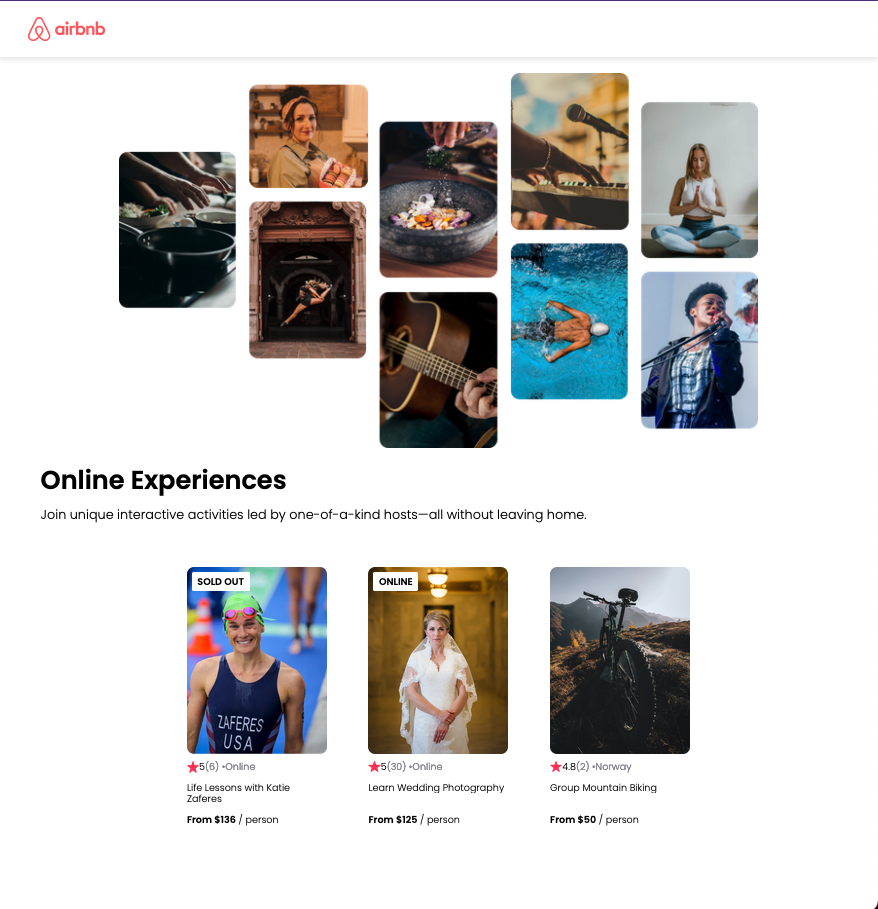 airbnb
Online Experiences
Join unique interactive activities led by one-of-a-kind hosts—all without leaving home.
SOLD OUT
ZAFERES
USA
5(6) •Online
Life Lessons with Katie
Zaferes
From $136 / person
ONLINE
5(30) •Online
Learn Wedding Photography
From $125 / person
4.8(2) •Norway
Group Mountain Biking
From $50 / person